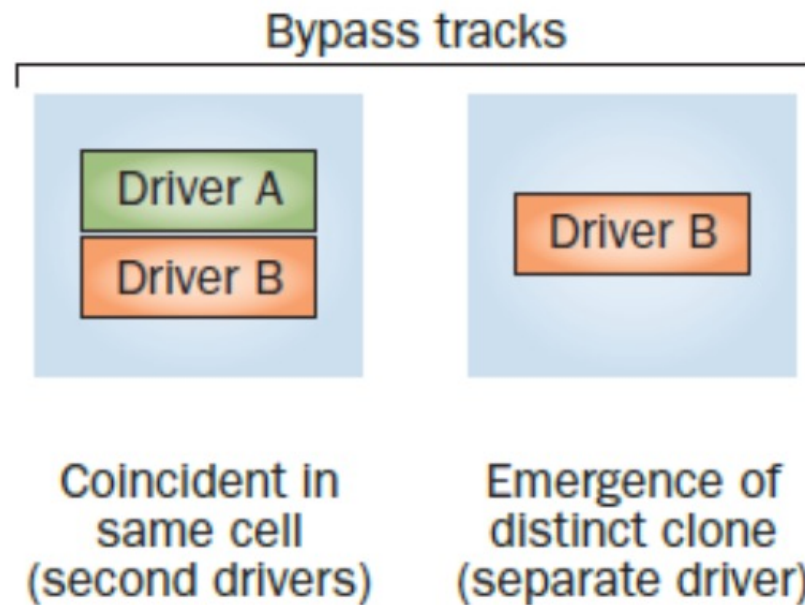 Bypass tracks
Driver A
Driver B
Driver B
Coincident in
same cell
(second drivers)
Emergence of
distinct clone
(separate driver)